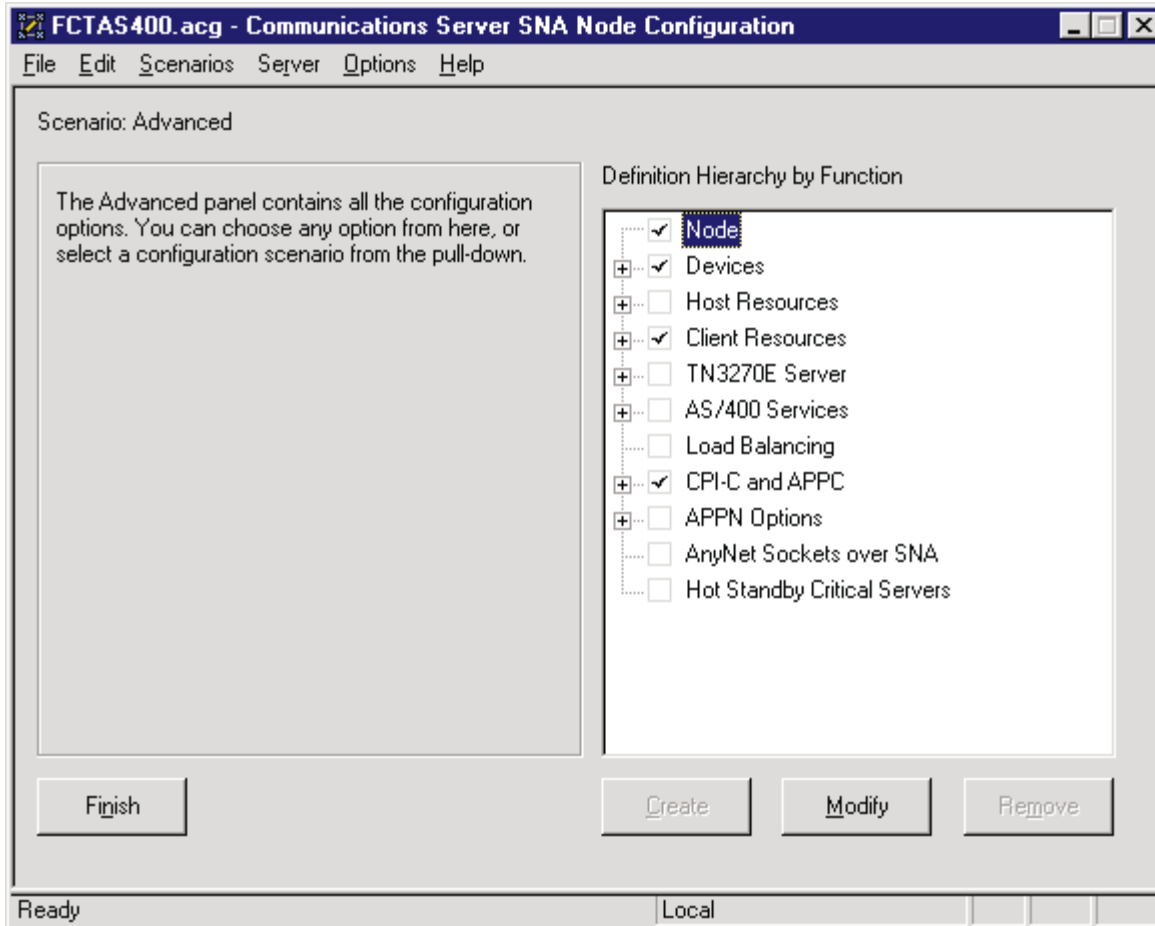 FCTAS400.acg - Communications Server SNA Node Configuration
File Edit Scenarios Server Options Help
Scenario: Advanced
The Advanced panel contains all the configuration
options. You can choose any option from here, or
select a configuration scenario from the pull-down.
Definition Hierarchy by Function
Node
Devices
Host Resources
Client Resources
TN3270E Server
AS/400 Services
Load Balancing
CPI-C and APPC
APPN Options
AnyNet Sockets over SNA
Hot Standby Critical Servers
Finish
Create
Modify
Remove
Ready
Local